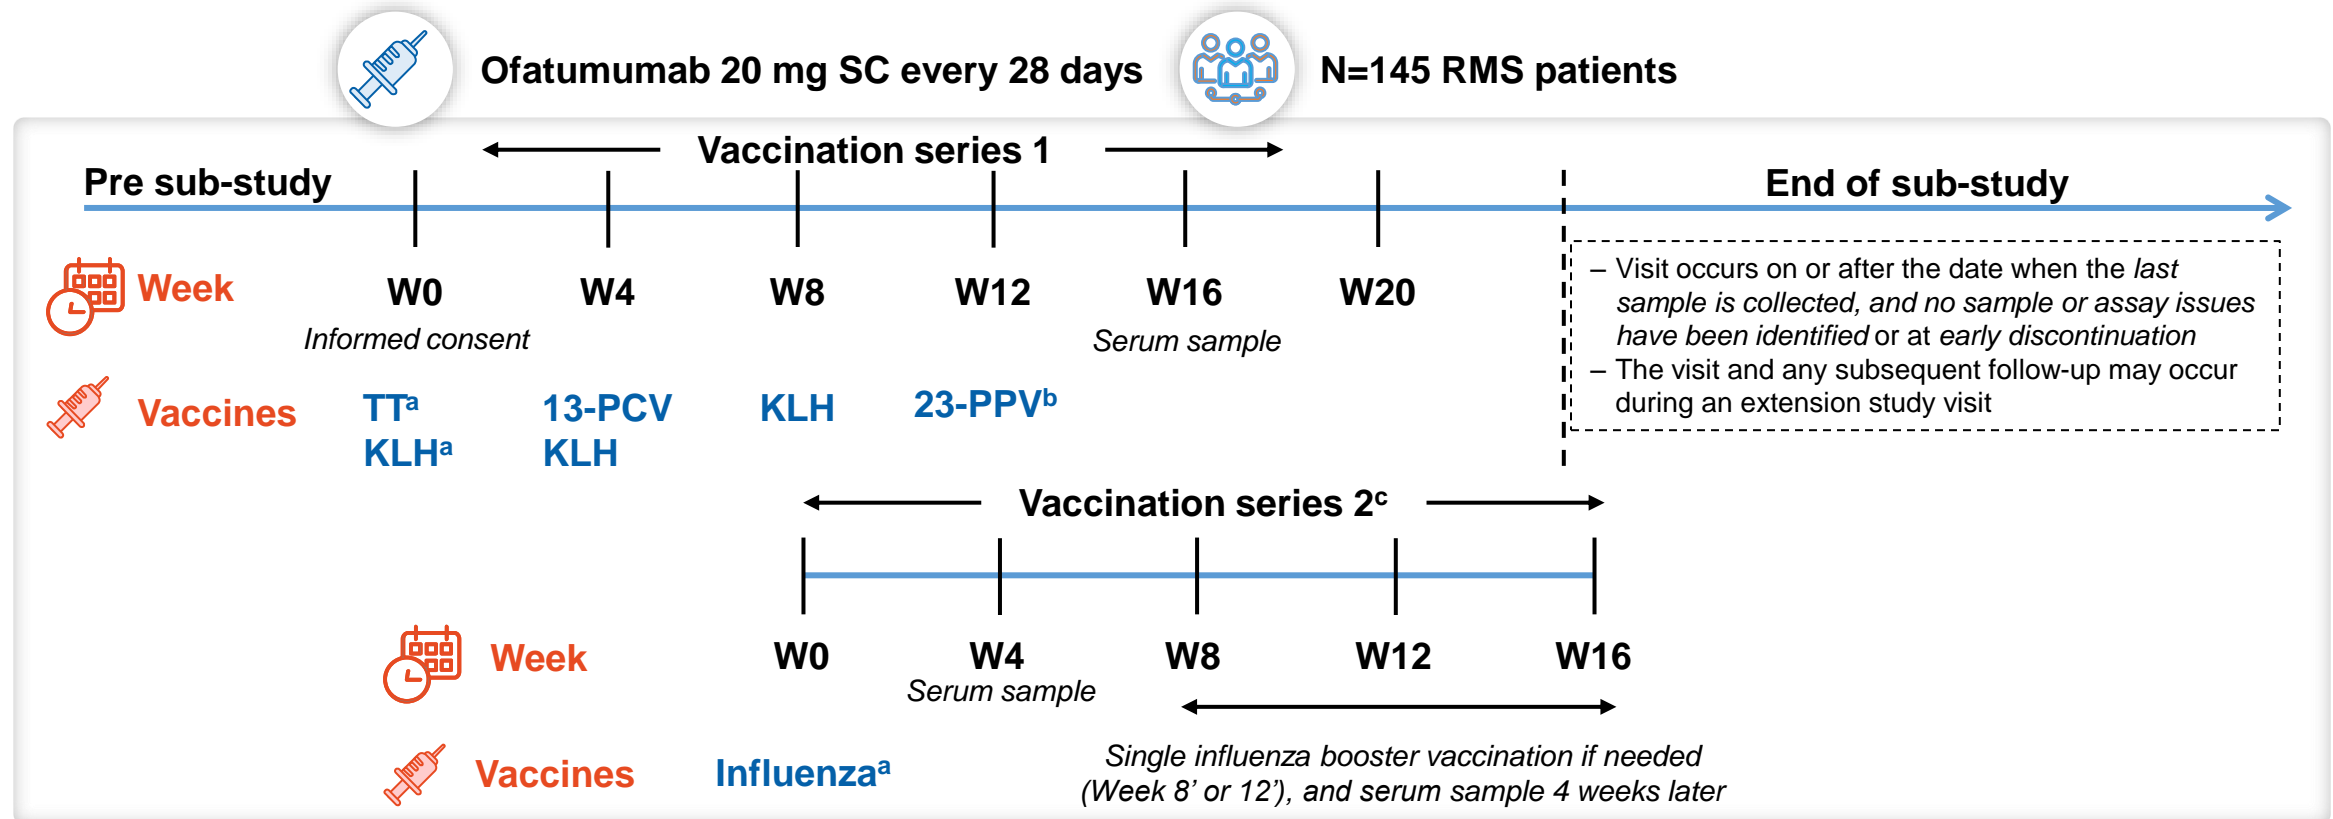 Ofatumumab 20 mg SC every 28 days
N=145 RMS patients
Vaccination series 1
Pre sub-study
End of sub-study
Week
W0
W4
W8
W12
W16
W20
Informed consent
Serum sample
– Visit occurs on or after the date when the last
sample is collected, and no sample or assay issues
have been identified or at early discontinuation
– The visit and any subsequent follow-up may occur
during an extension study visit
Vaccines
TTᵃ
KLHᵃ
13-PCV
KLH
KLH
23-PPVᵇ
Vaccination series 2ᶜ
Week
W0
W4
W8
W12
W16
Serum sample
Vaccines
Influenzaᵃ
Single influenza booster vaccination if needed
(Week 8’ or 12’), and serum sample 4 weeks later